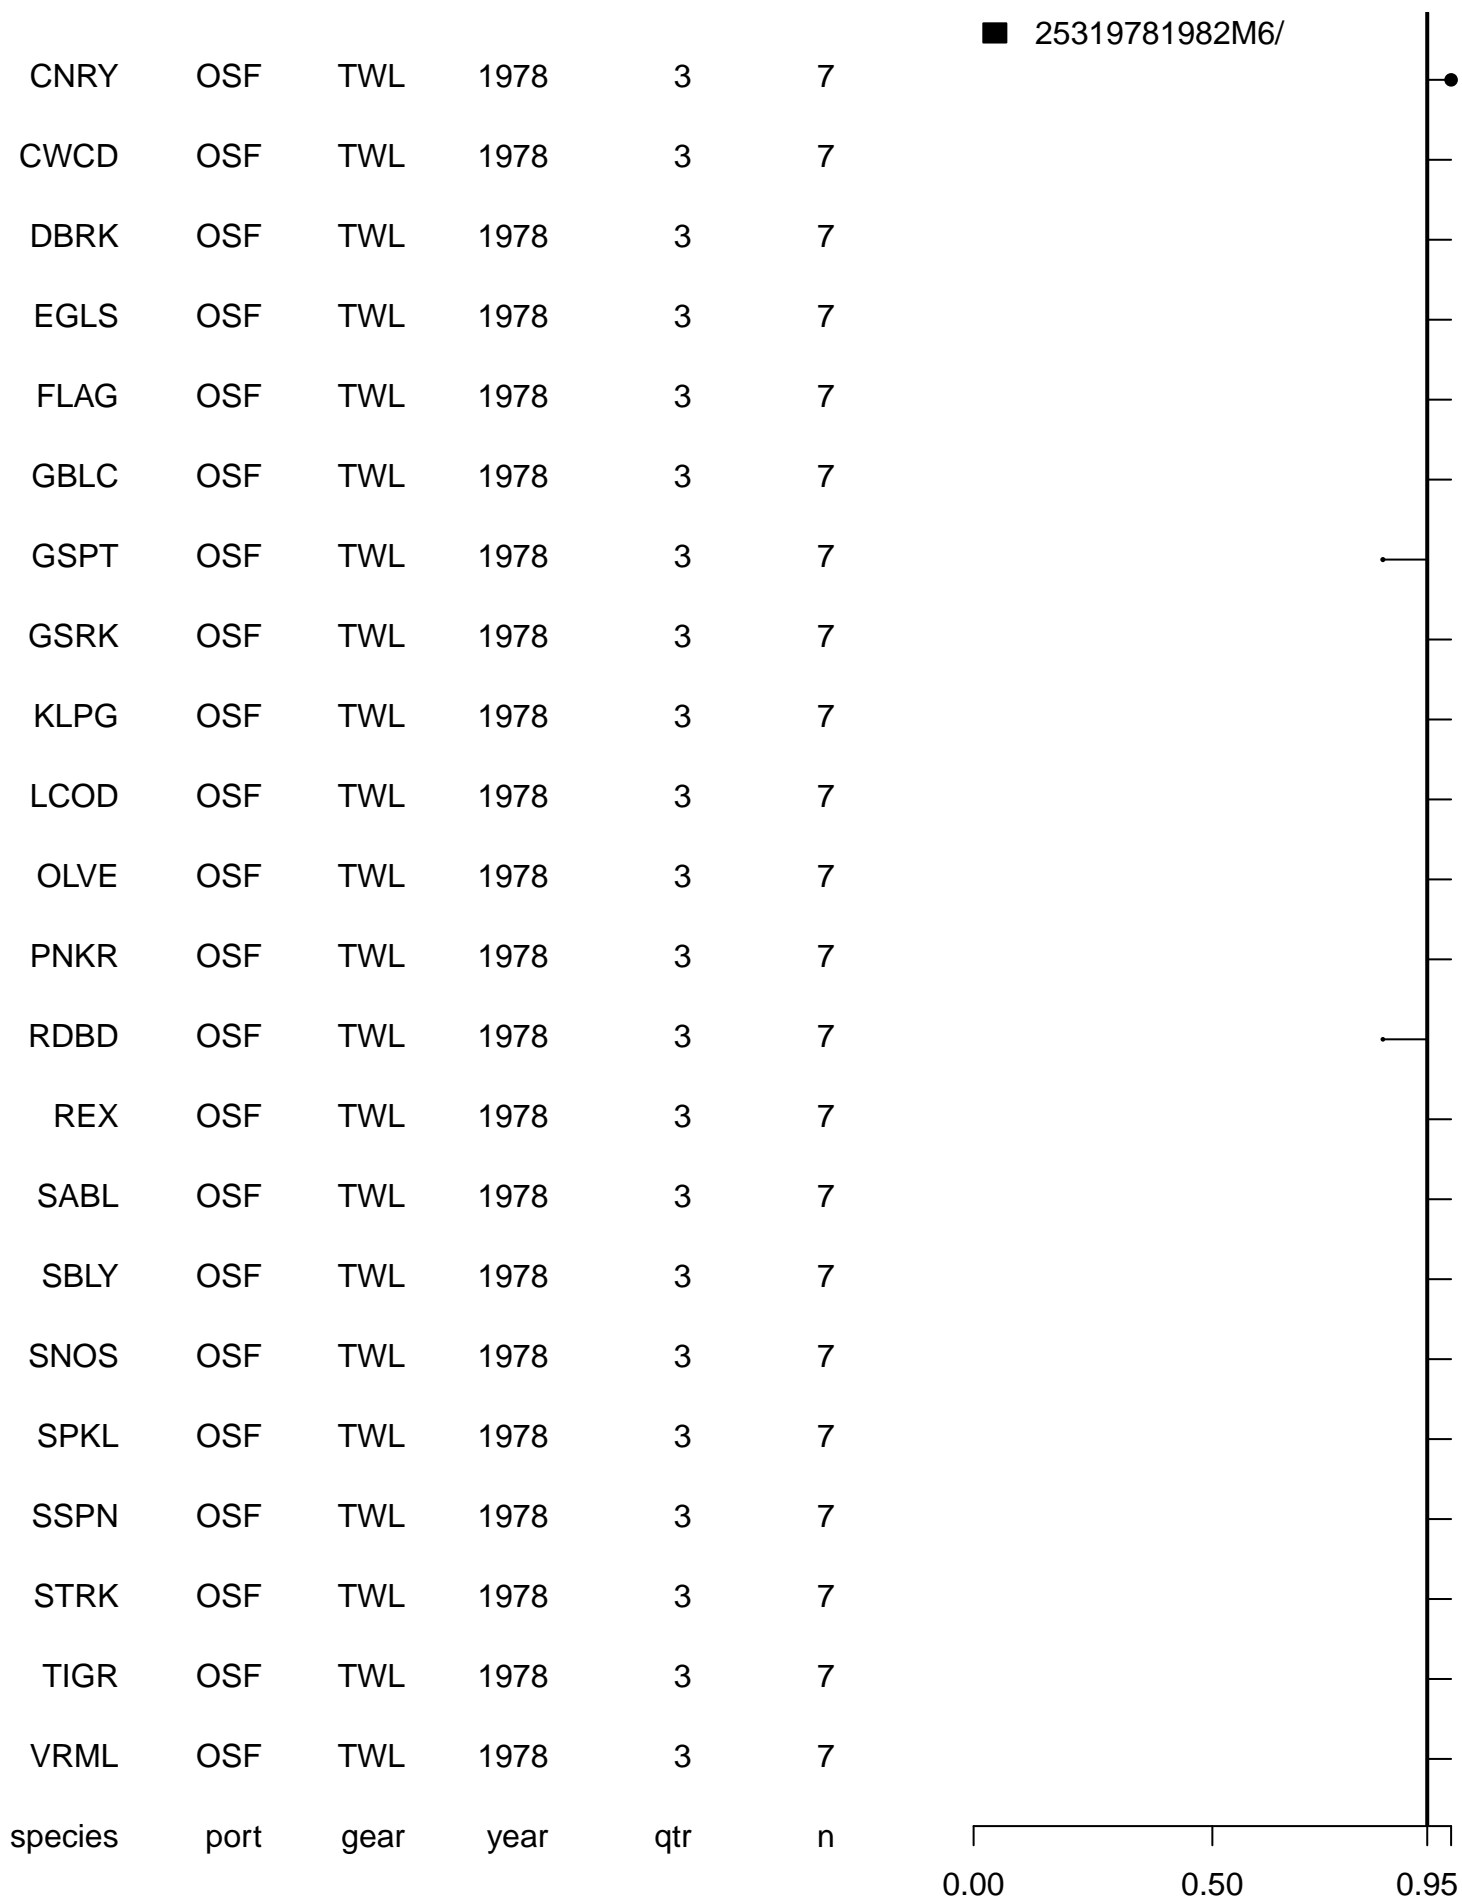 25319781982M6/
CNRY OSF TWL 1978 3 7
CWCD OSF TWL 1978 3 7
DBRK OSF TWL 1978 3 7
EGLS OSF TWL 1978 3 7
FLAG OSF TWL 1978 3 7
GBLC OSF TWL 1978 3 7
GSPT OSF TWL 1978 3 7
GSRK OSF TWL 1978 3 7
KLPG OSF TWL 1978 3 7
LCOD OSF TWL 1978 3 7
OLVE OSF TWL 1978 3 7
PNKR OSF TWL 1978 3 7
RDBD OSF TWL 1978 3 7
REX OSF TWL 1978 3 7
SABL OSF TWL 1978 3 7
SBLY OSF TWL 1978 3 7
SNOS OSF TWL 1978 3 7
SPKL OSF TWL 1978 3 7
SSPN OSF TWL 1978 3 7
STRK OSF TWL 1978 3 7
TIGR OSF TWL 1978 3 7
VRML OSF TWL 1978 3 7
species port gear year qtr n
0.00 0.50 0.95